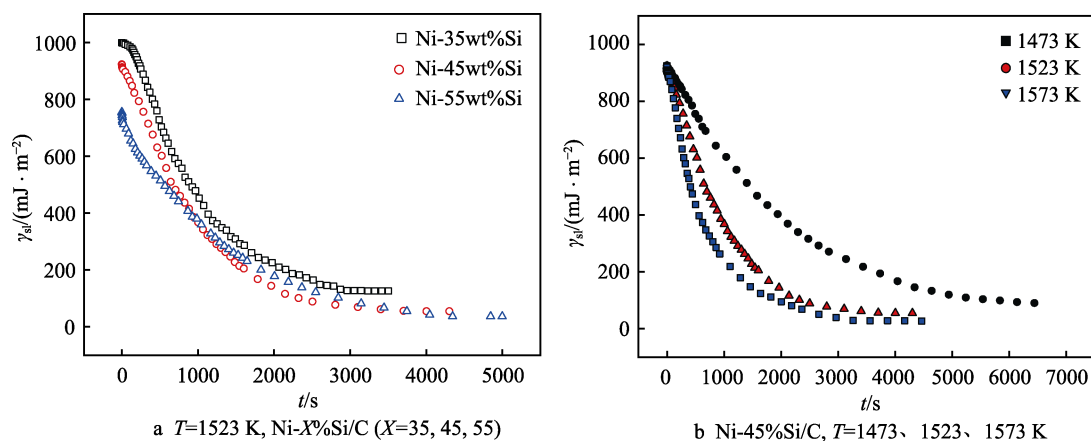 1000
800
600
400
200
0
γsl/(mJ · m⁻²)
Ni-35wt%Si
Ni-45wt%Si
Ni-55wt%Si
0 1000 2000 3000 4000 5000
t/s
a T=1523 K, Ni-X%Si/C (X=35, 45, 55)
1000
800
600
400
200
0
γsl/(mJ · m⁻²)
1473 K
1523 K
1573 K
0 1000 2000 3000 4000 5000 6000 7000
t/s
b Ni-45%Si/C, T=1473、1523、1573 K